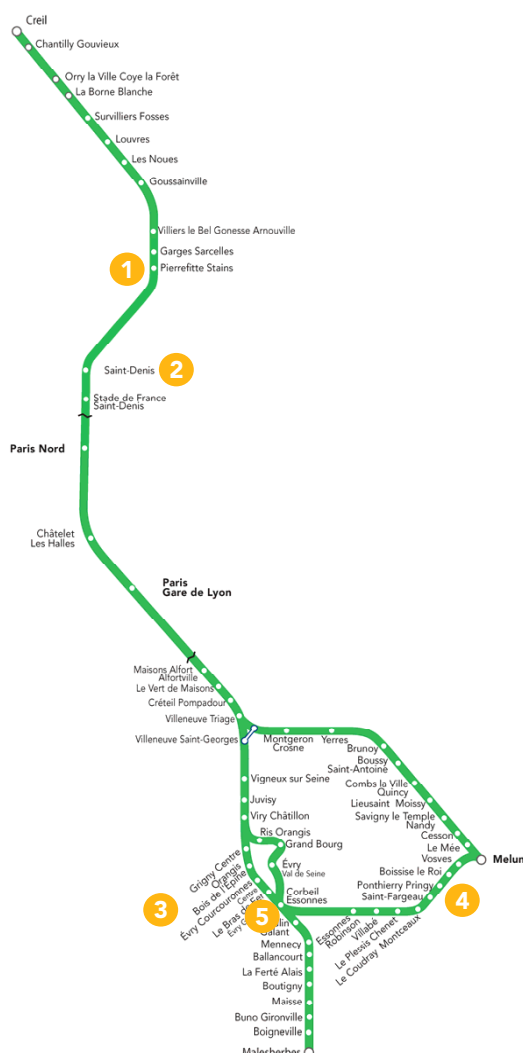 Creil
Chantilly Gouvieux
Orry la Ville Coye la Forêt
La Borne Blanche
Survilliers Fosses
Louvres
Les Noues
Goussainville
Villiers le Bel Gonesse Arnouville
Garges Sarcelles
1
Pierrefitte Stains
Saint-Denis
2
Stade de France
Saint-Denis
Paris Nord
Châtelet
Les Halles
Paris
Gare de Lyon
Maisons Alfort
Alfortville
Le Vert de Maisons
Créteil Pompadour
Villeneuve Triage
Villeneuve Saint-Georges
Montgeron
Crosne
Yerres
Brunoy
Boussy
Saint-Antoine
Combs la Ville
Quincy
Lieusaint Moissy
Savigny le Temple
Nandy
Cesson
Le Mée
Melun
Vosves
Boissise le Roi
Ponthierry Pringy
Saint-Fargeau
4
Vigneux sur Seine
Juvisy
Viry Châtillon
Ris Orangis
Grand Bourg
Évry
Val de Seine
Corbeil
Essonnes
Grigny Centre
Orangis
Bois de l'Épine
Évry Courcouronnes
Centre
Le Bras de Fer
Évry
3
5
Essonnes
Robinson
Villabé
Le Plessis Chenet
Le Coudray Montceaux
Galant
Mennecy
Ballancourt
La Ferté Alais
Boutigny
Maisse
Buno Gironville
Boigneville
Malesherbes